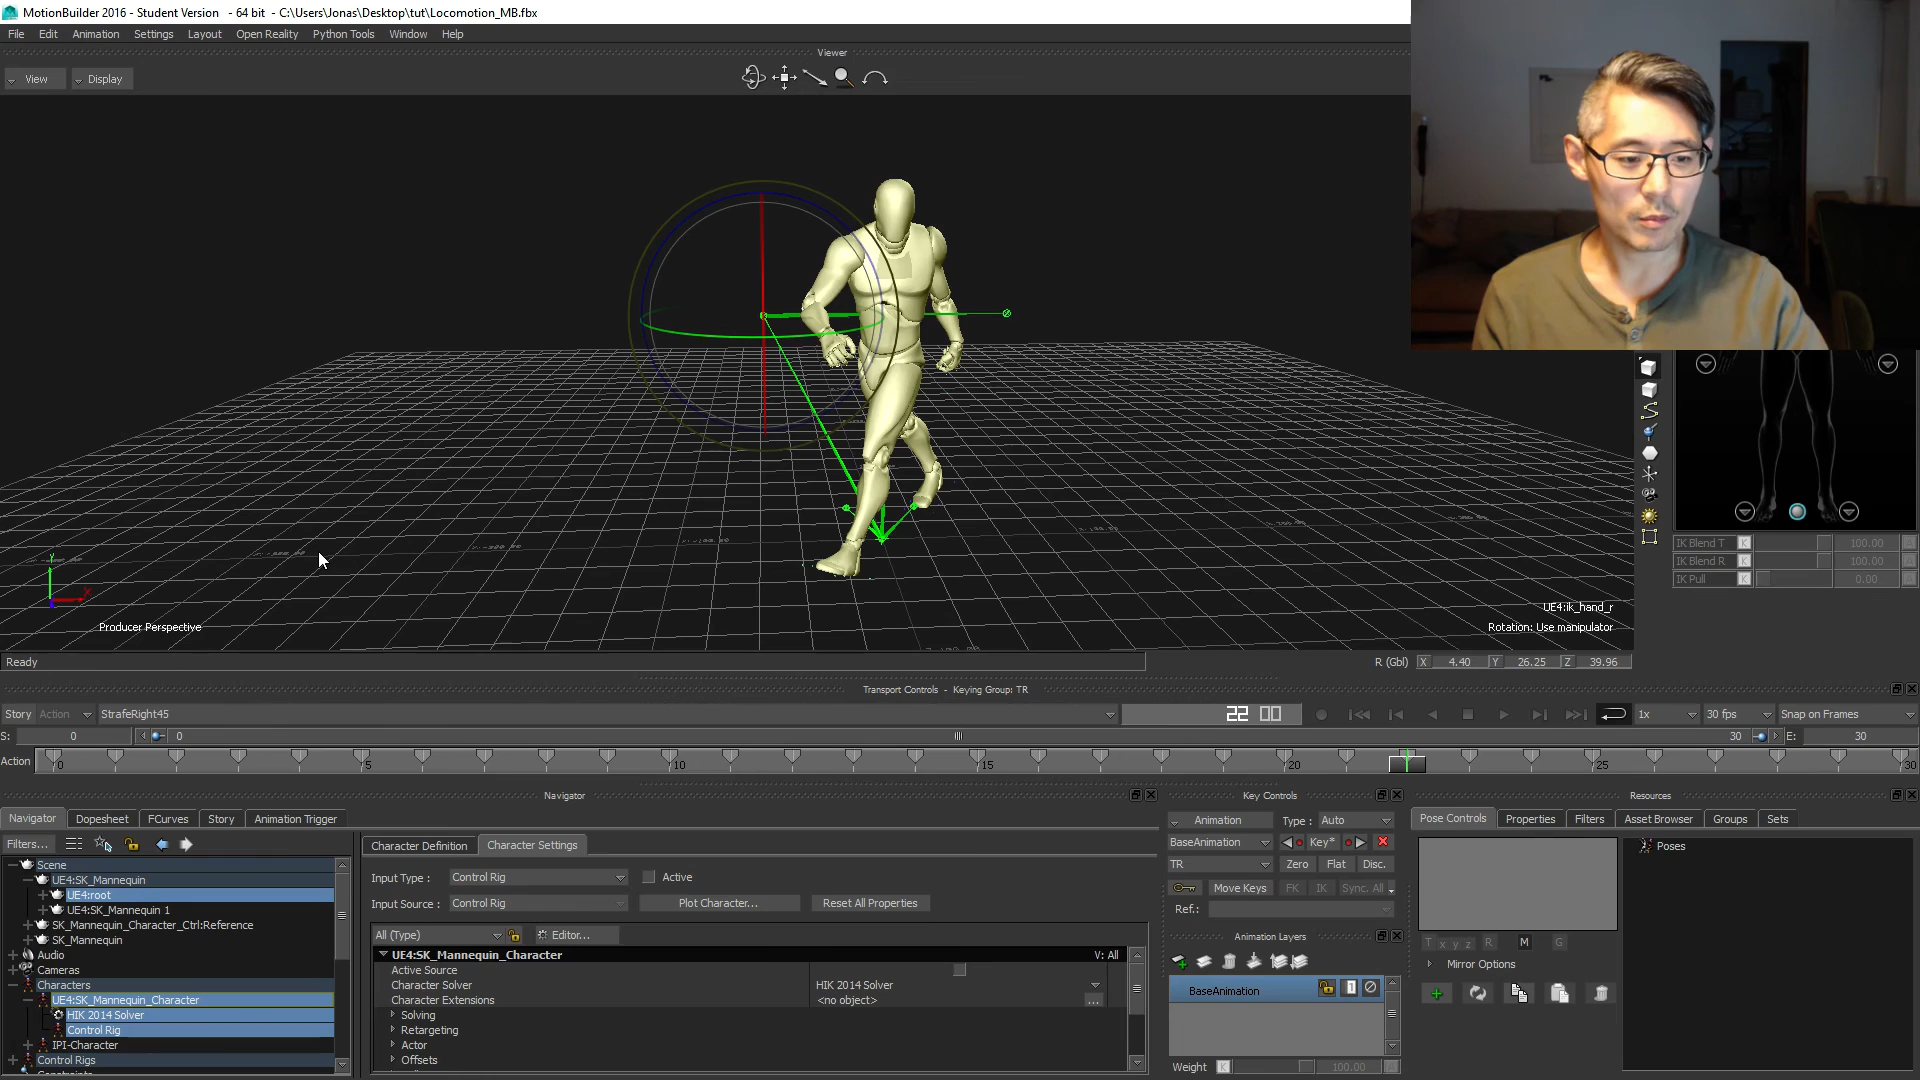 MotionBuilder 2016 - Student Version - 64 bit - C:\Users\Jonas\Desktop\tut\Locomotion_MB.fbx
File Edit Animation Settings Layout Open Reality Python Tools Window Help
Viewer
View Display
IK Blend T K 100.00 A
IK Blend R K 100.00 A
IK Pull K 0.00 A
UE4:ik_hand_r
Rotation: Use manipulator
Y
X
Producer Perspective
Ready
R (Gbl) X 4.40 Y 26.25 Z 39.96
Transport Controls - Keying Group: TR
Story Action StrafeRight45 22 00 1x 30 fps Snap on Frames
S: 0 0 30 E: 30
Action 0 5 10 15 20 25 30
Navigator
Navigator Dopesheet FCurves Story Animation Trigger
Filters...
Scene
UE4:SK_Mannequin
UE4:root
UE4:SK_Mannequin 1
SK_Mannequin_Character_Ctrl:Reference
SK_Mannequin
Audio
Cameras
Characters
UE4:SK_Mannequin_Character
HIK 2014 Solver
Control Rig
IPI-Character
Control Rigs
Character Definition Character Settings
Input Type : Control Rig Active
Input Source : Control Rig Plot Character... Reset All Properties
All (Type) Editor...
UE4:SK_Mannequin_Character V: All
Active Source
Character Solver HIK 2014 Solver
Character Extensions <no object> ...
Solving
Retargeting
Actor
Offsets
Key Controls
Animation Type : Auto
BaseAnimation Key*
TR Zero Flat Disc.
Move Keys FK IK Sync. All
Ref.:
Animation Layers
BaseAnimation 1
Weight K 100.00 A
Resources
Pose Controls Properties Filters Asset Browser Groups Sets
Poses
T x y z R M G
Mirror Options